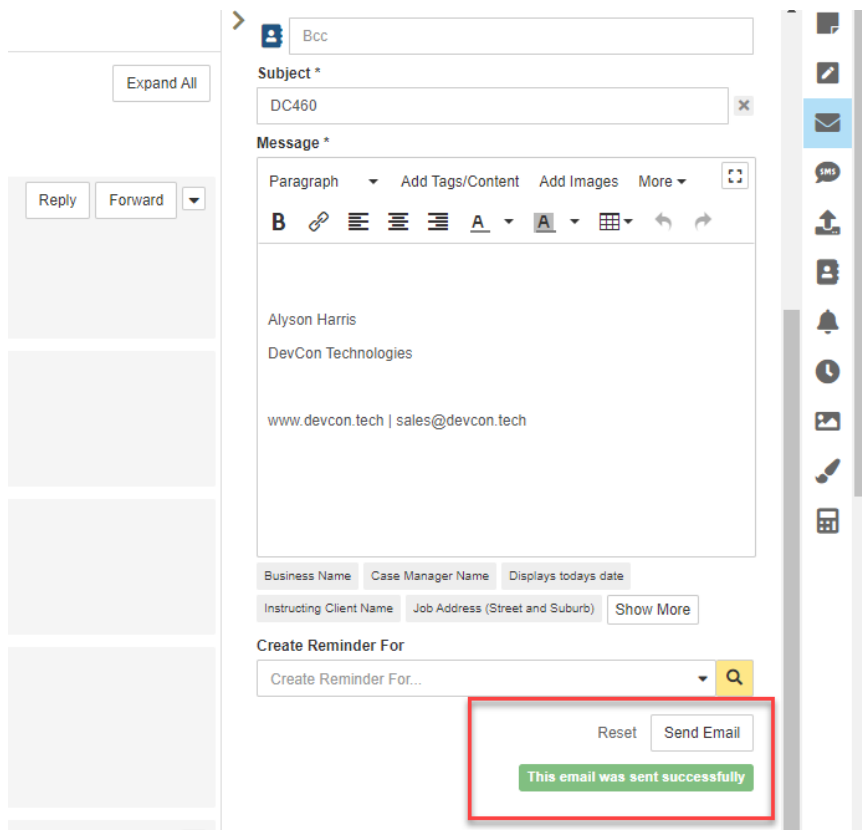 Bcc
Expand All
Subject *
DC460
Message *
Paragraph Add Tags/Content Add Images More
Reply Forward
B A A
Alyson Harris
DevCon Technologies
www.devcon.tech | sales@devcon.tech
Business Name Case Manager Name Displays todays date
Instructing Client Name Job Address (Street and Suburb) Show More
Create Reminder For
Create Reminder For...
Reset Send Email
This email was sent successfully
SMS